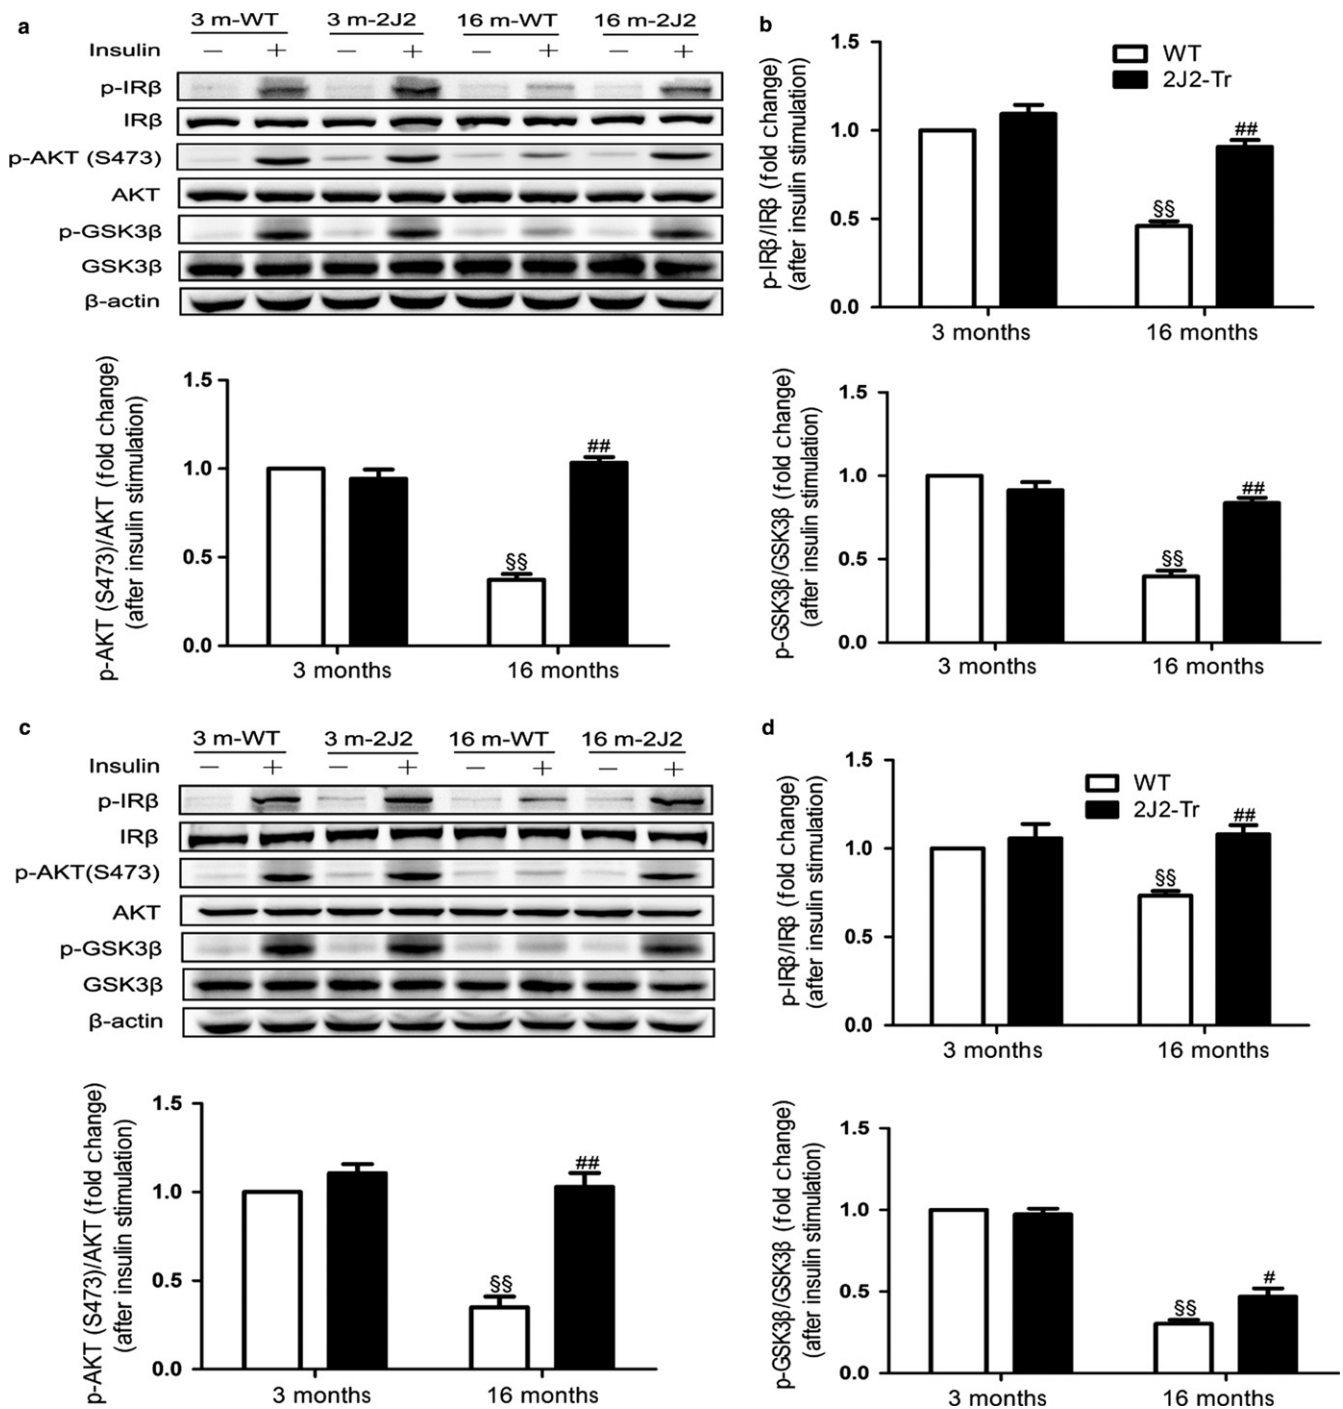 a
3 m-WT 3 m-2J2 16 m-WT 16 m-2J2
Insulin − + − + − + − +
p-IRβ
IRβ
p-AKT (S473)
AKT
p-GSK3β
GSK3β
β-actin
p-AKT (S473)/AKT (fold change)
(after insulin stimulation)
1.5
1.0
0.5
0.0
§§
##
3 months 16 months
b
p-IRβ/IRβ (fold change)
(after insulin stimulation)
1.5
1.0
0.5
0.0
WT
2J2-Tr
§§
##
3 months 16 months
p-GSK3β/GSK3β (fold change)
(after insulin stimulation)
1.5
1.0
0.5
0.0
§§
##
3 months 16 months
c
3 m-WT 3 m-2J2 16 m-WT 16 m-2J2
Insulin − + − + − + − +
p-IRβ
IRβ
p-AKT(S473)
AKT
p-GSK3β
GSK3β
β-actin
p-AKT (S473)/AKT (fold change)
(after insulin stimulation)
1.5
1.0
0.5
0.0
§§
##
3 months 16 months
d
p-IRβ/IRβ (fold change)
(after insulin stimulation)
1.5
1.0
0.5
0.0
WT
2J2-Tr
§§
##
3 months 16 months
p-GSK3β/GSK3β (fold change)
(after insulin stimulation)
1.5
1.0
0.5
0.0
§§
#
3 months 16 months